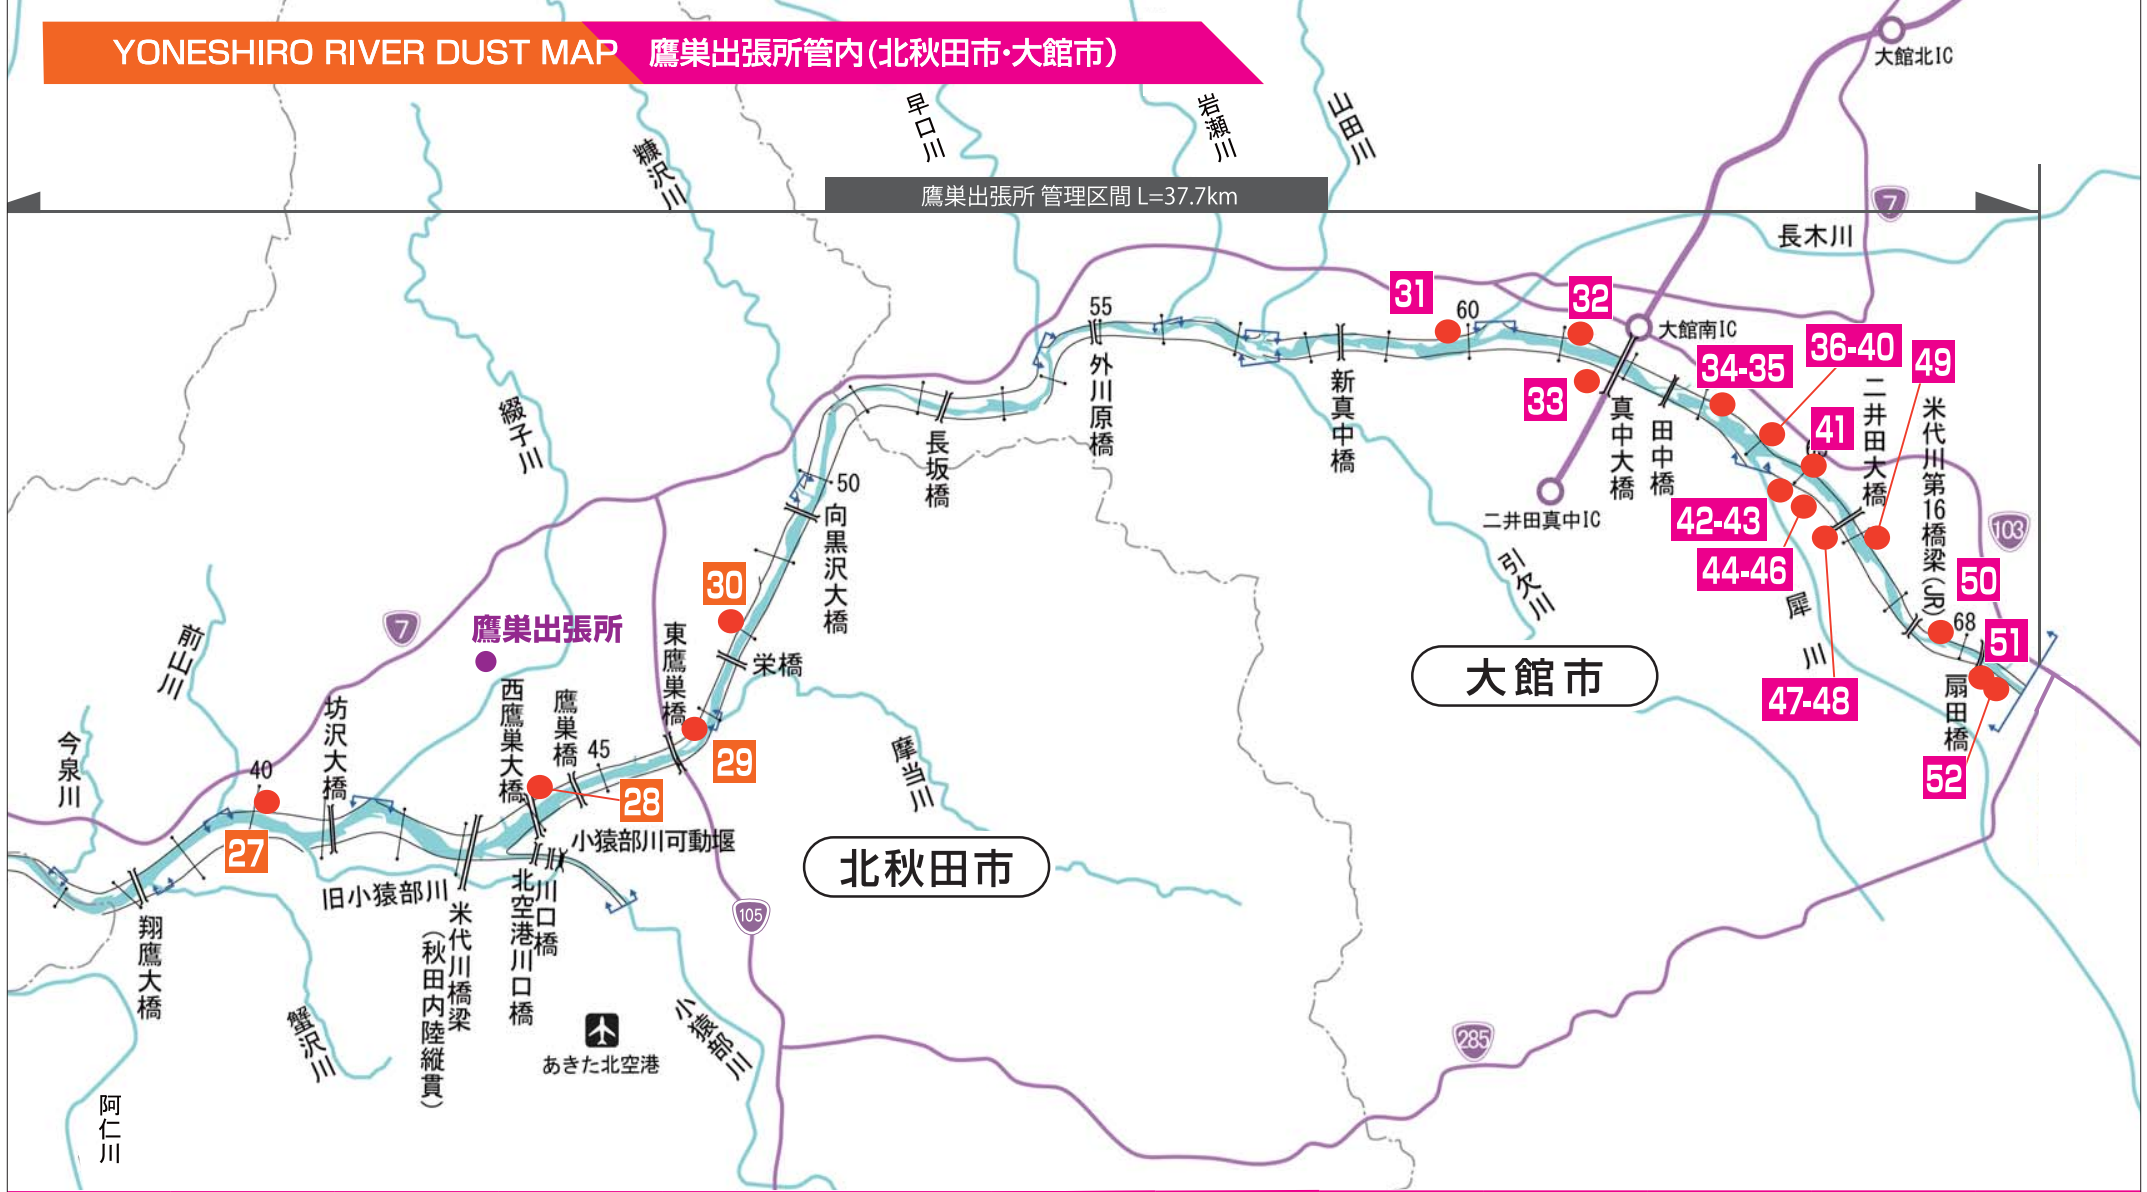 YONESHIRO RIVER DUST MAP
鷹巣出張所管内(北秋田市・大館市)
大館北IC
早口川
岩瀬川
山田川
糠沢川
鷹巣出張所 管理区間 L=37.7km
7
長木川
31
60
32
55
大館南IC
36-40
49
34-35
外川原橋
新真中橋
33
真中大橋
田中橋
41
二井田大橋
米代川第16橋梁(JR)
綴子川
長坂橋
50
向黒沢大橋
二井田真中IC
42-43
44-46
103
引欠川
犀川
50
68
51
30
7
鷹巣出張所
前山川
東鷹巣橋
栄橋
大館市
47-48
扇田橋
52
坊沢大橋
西鷹巣大橋
鷹巣橋
45
29
今泉川
40
28
摩当川
27
小猿部川可動堰
北秋田市
旧小猿部川
翔鷹大橋
米代川橋梁
(秋田内陸縦貫)
北空港川口橋
川口橋
105
蟹沢川
あきた北空港
小猿部川
285
阿仁川